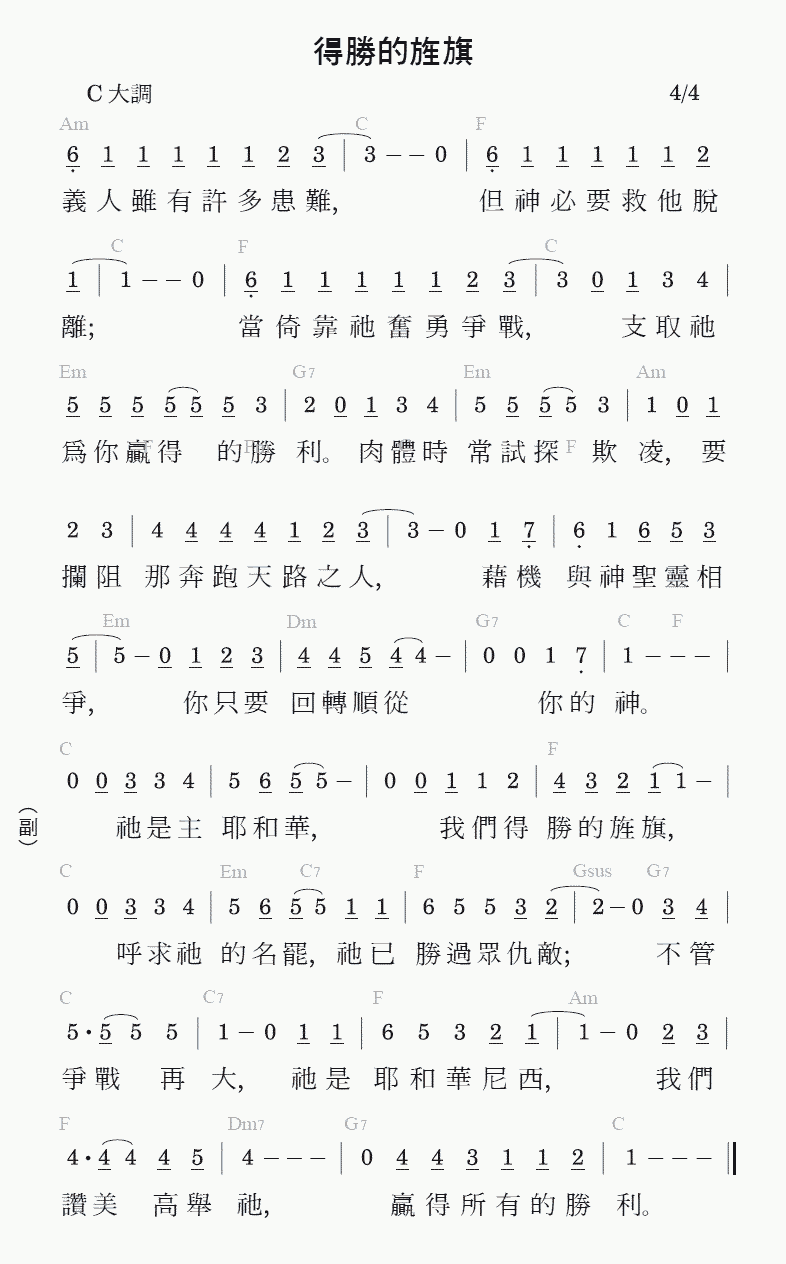 得勝的旌旗
C 大調 4/4
Am C F
6 1 1 1 1 1 2 3 | 3 - - 0 | 6 1 1 1 1 1 2
義人雖有許多患難, 但神必要救他脫
C F C
1 | 1 - - 0 | 6 1 1 1 1 1 2 3 | 3 0 1 3 4 |
離; 當倚靠祂奮勇爭戰, 支取祂
Em G7 Em Am
5 5 5 5 5 5 3 | 2 0 1 3 4 | 5 5 5 5 3 | 1 0 1
爲你贏得 的勝 利。 肉體時 常試探 欺 凌, 要
2 3 | 4 4 4 4 1 2 3 | 3 - 0 1 7 | 6 1 6 5 3
攔阻 那奔跑天路之人, 藉機 與神聖靈相
Em Dm G7 C F
5 | 5 - 0 1 2 3 | 4 4 5 4 4 - | 0 0 1 7 | 1 - - - |
爭, 你只要 回轉順從 你的 神。
C F
0 0 3 3 4 | 5 6 5 5 - | 0 0 1 1 2 | 4 3 2 1 1 - |
(副) 祂是主 耶和華, 我們得 勝的旌旗,
C Em C7 F Gsus G7
0 0 3 3 4 | 5 6 5 5 1 1 | 6 5 5 3 2 | 2 - 0 3 4 |
呼求祂 的名罷, 祂已 勝過眾仇敵; 不管
C C7 F Am
5 · 5 5 5 | 1 - 0 1 1 | 6 5 3 2 1 | 1 - 0 2 3 |
爭戰 再 大, 祂是 耶和華尼西, 我們
F Dm7 G7 C
4 · 4 4 4 5 | 4 - - - | 0 4 4 3 1 1 2 | 1 - - - ‖
讚美 高舉 祂, 贏得所有的勝 利。